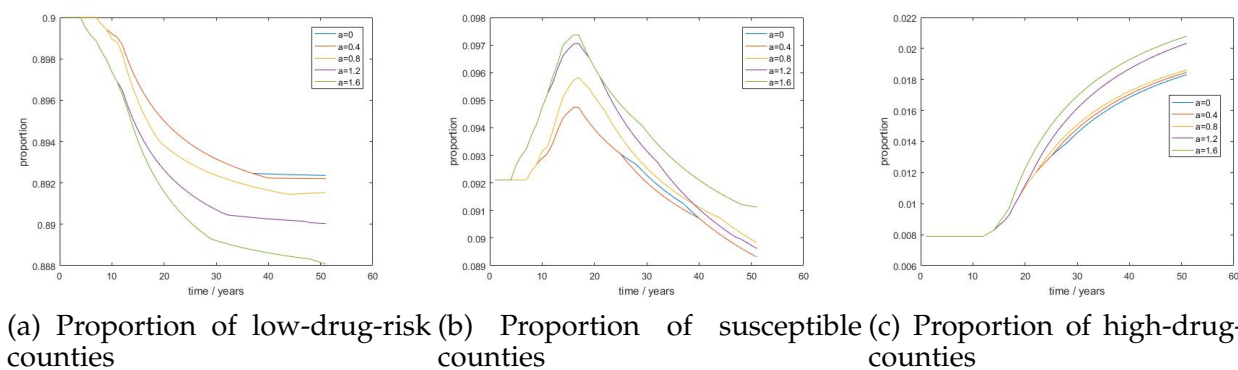 0.9
0.898
0.896
0.894
0.892
0.89
0.888
proportion
0 10 20 30 40 50 60
time / years
a=0
a=0.4
a=0.8
a=1.2
a=1.6
0.098
0.097
0.096
0.095
0.094
0.093
0.092
0.091
0.09
0.089
proportion
0 10 20 30 40 50 60
time / years
a=0
a=0.4
a=0.8
a=1.2
a=1.6
0.022
0.02
0.018
0.016
0.014
0.012
0.01
0.008
0.006
proportion
0 10 20 30 40 50 60
time / years
a=0
a=0.4
a=0.8
a=1.2
a=1.6
(a) Proportion of low-drug-risk
counties
(b) Proportion of susceptible
counties
(c) Proportion of high-drug-
counties